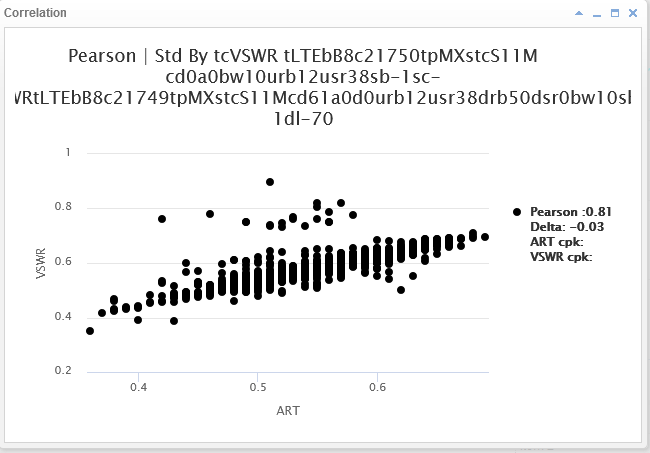 Correlation
Pearson | Std By tcVSWR tLTEbB8c21750tpMXstcS11M
cd0a0bw10urb12usr38sb-1sc-
WRtLTEbB8c21749tpMXstcS11Mcd61a0d0urb12usr38drb50dsr0bw10sl
1dl-70
1
0.8
0.6
0.4
0.2
VSWR
0.4
0.5
0.6
ART
Pearson :0.81
Delta: -0.03
ART cpk:
VSWR cpk: